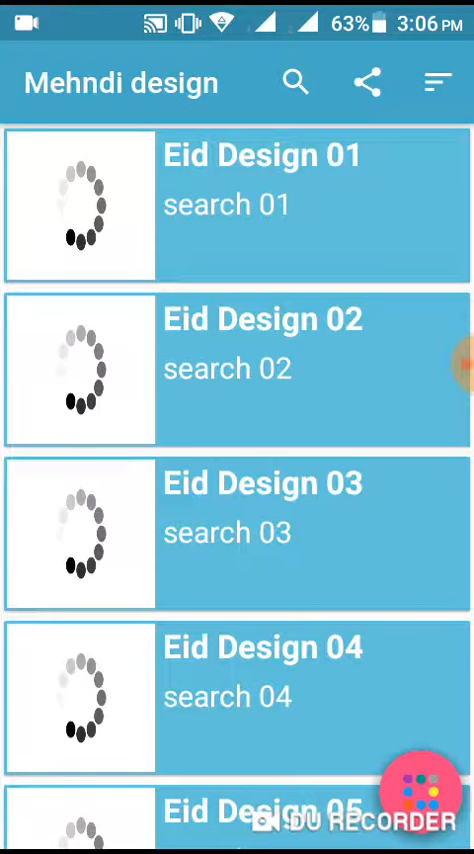 63% 3:06 PM
Mehndi design
Eid Design 01
search 01
Eid Design 02
search 02
Eid Design 03
search 03
Eid Design 04
search 04
Eid Design 05
DU RECORDER